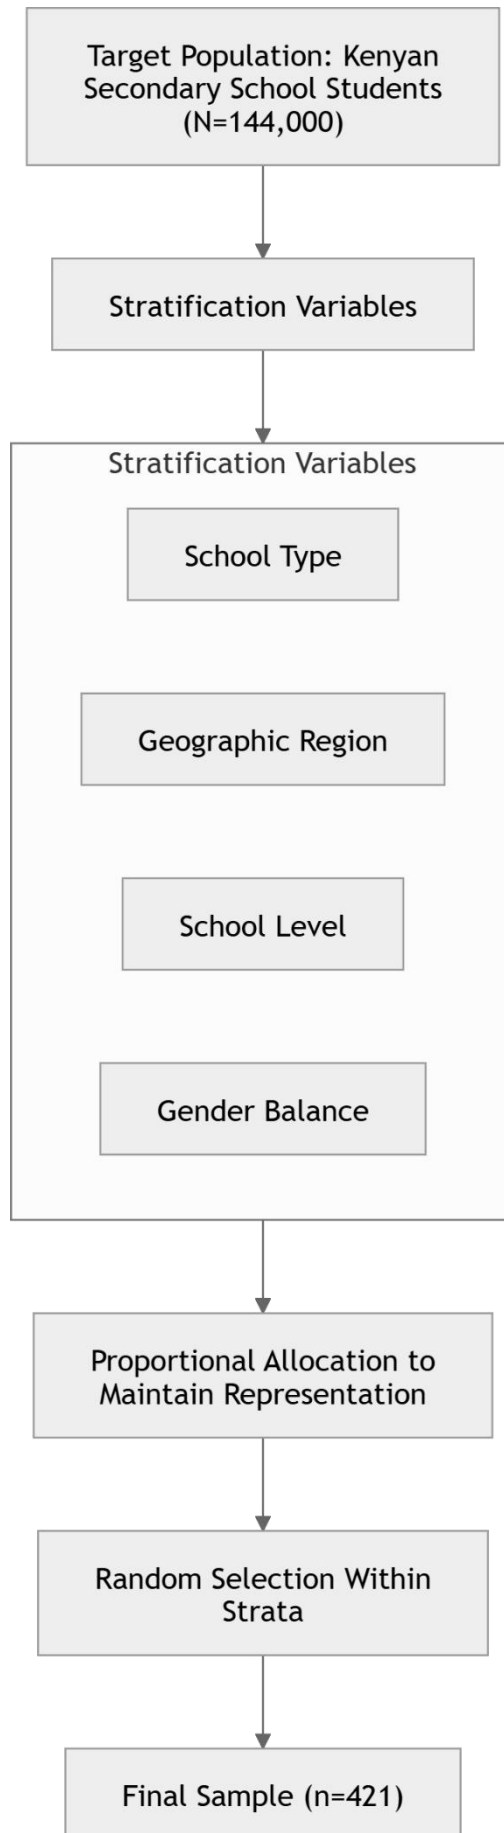 Target Population: Kenyan
Secondary School Students
(N=144,000)
Stratification Variables
Stratification Variables
School Type
Geographic Region
School Level
Gender Balance
Proportional Allocation to
Maintain Representation
Random Selection Within
Strata
Final Sample (n=421)